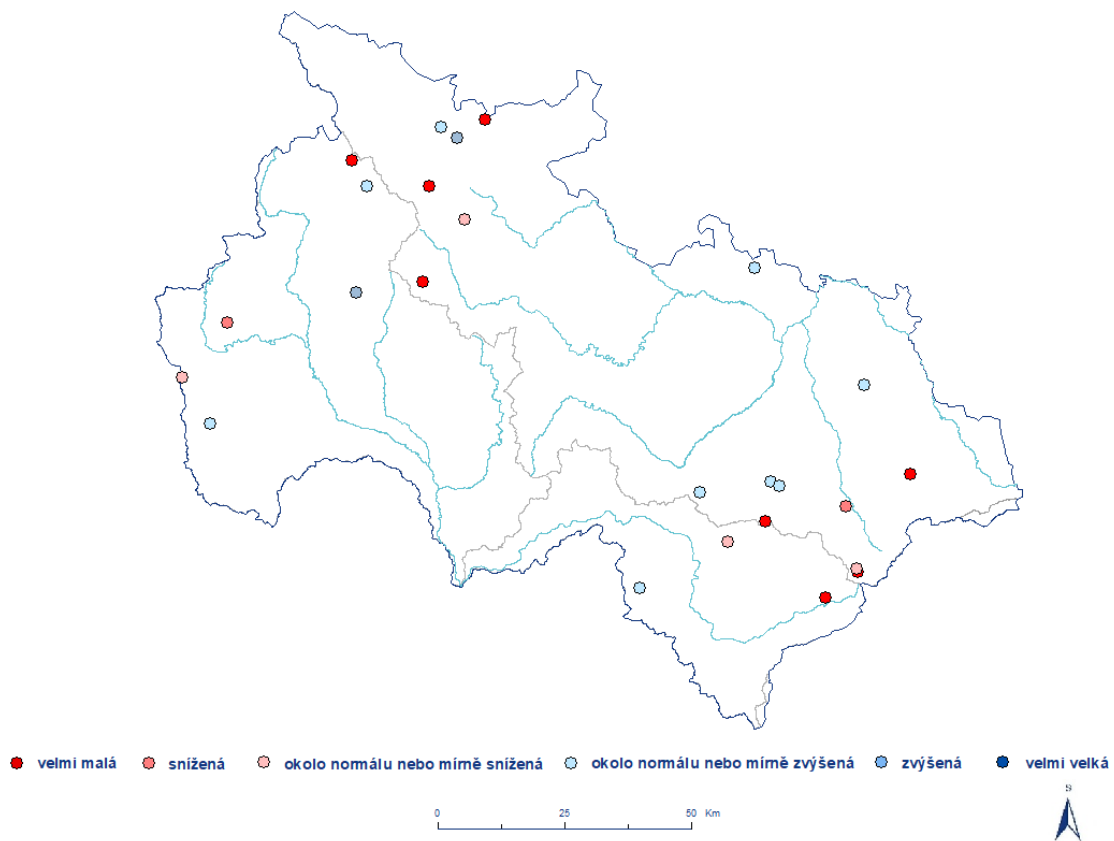 velmi malá snížená okolo normálu nebo mírně snížená okolo normálu nebo mírně zvýšená zvýšená velmi velká
0 25 50 Km
S